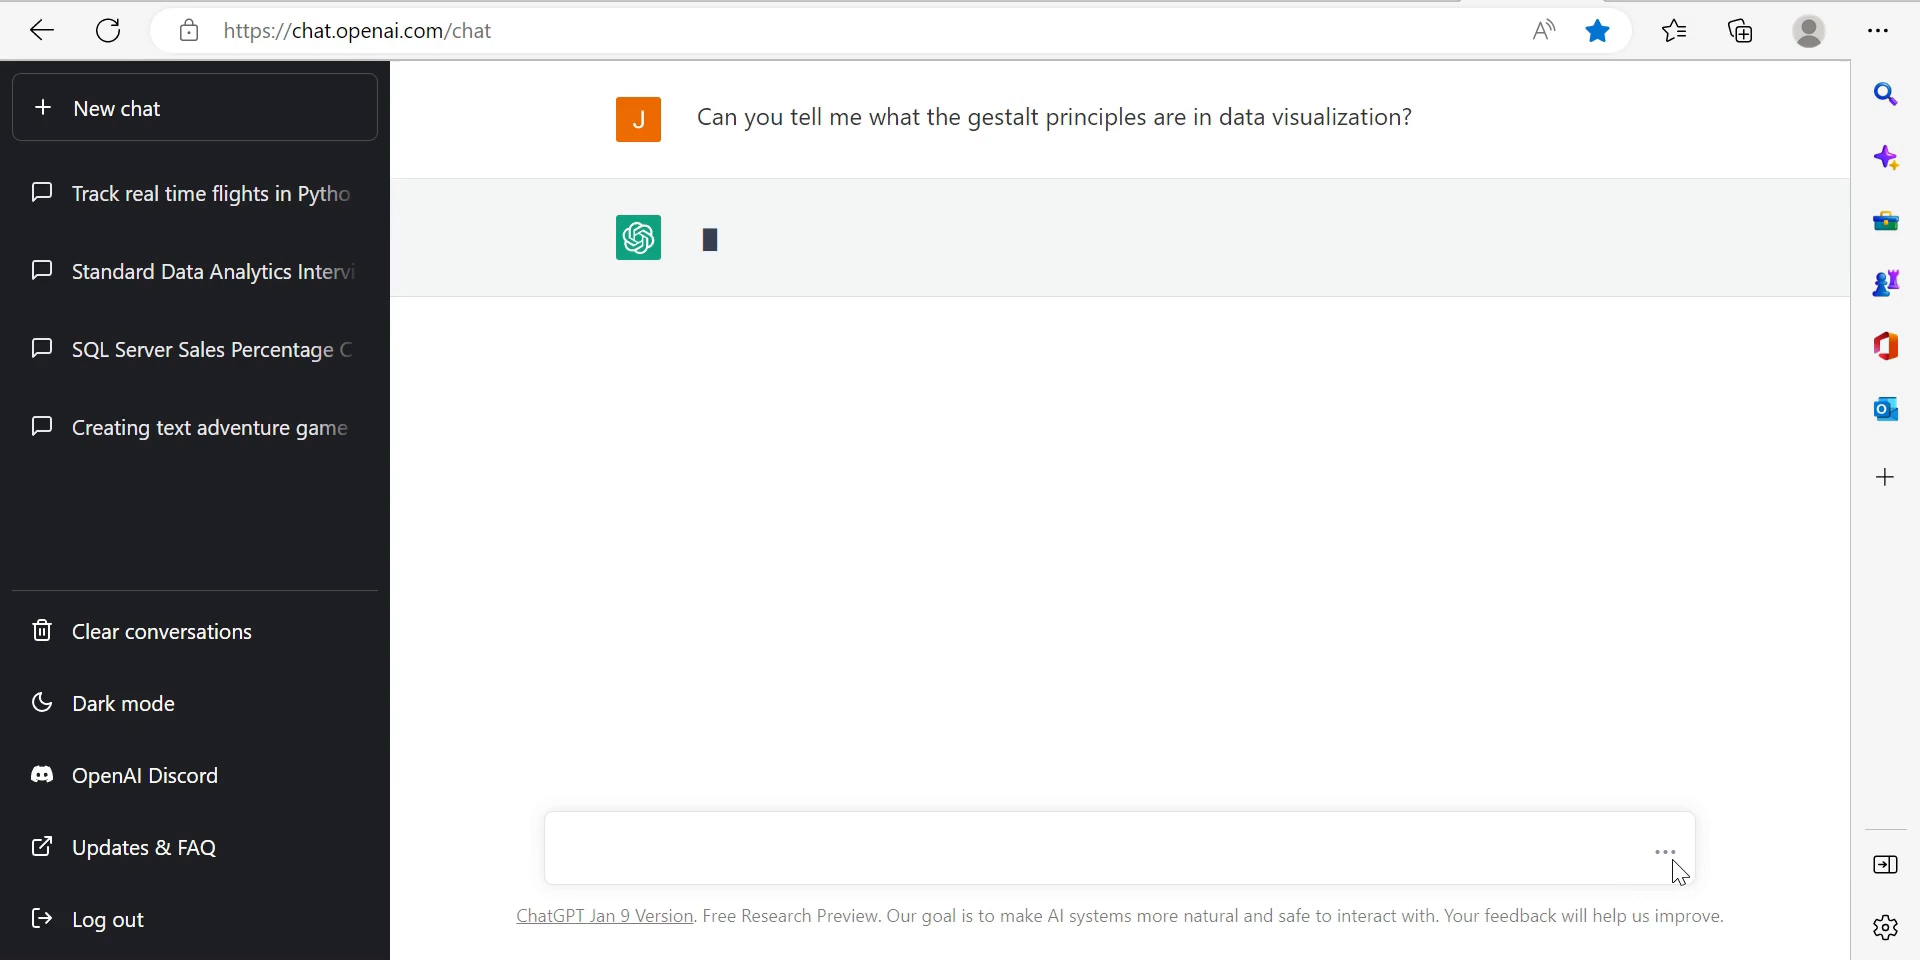 https://chat.openai.com/chat
New chat
Track real time flights in Pytho
Standard Data Analytics Intervi
SQL Server Sales Percentage C
Creating text adventure game
Clear conversations
Dark mode
OpenAI Discord
Updates & FAQ
Log out
J
Can you tell me what the gestalt principles are in data visualization?
ChatGPT Jan 9 Version. Free Research Preview. Our goal is to make AI systems more natural and safe to interact with. Your feedback will help us improve.